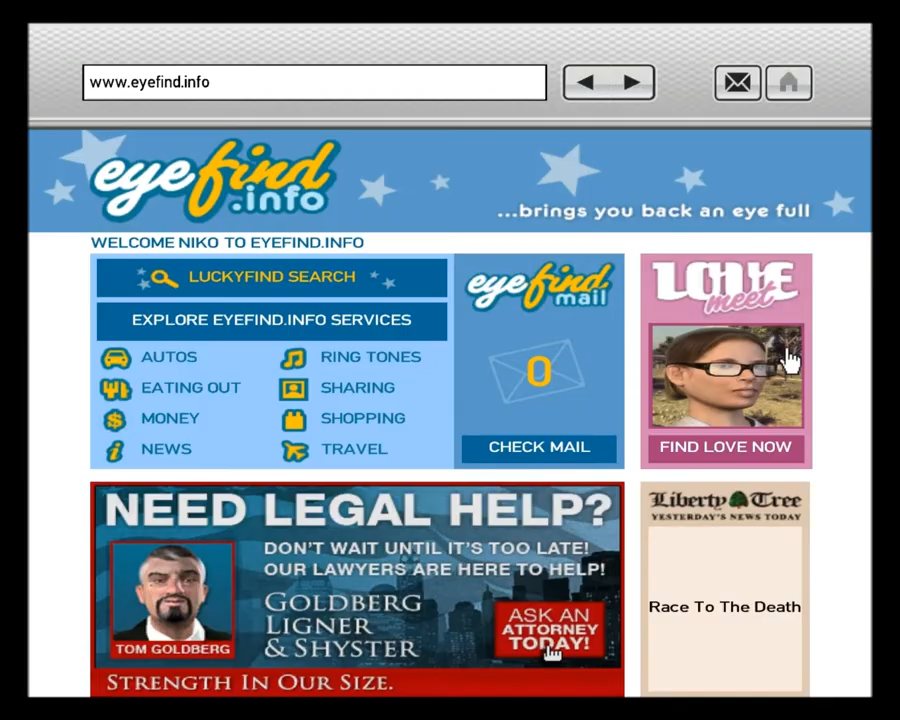 www.eyefind.info
eyefind
.info
...brings you back an eye full
WELCOME NIKO TO EYEFIND.INFO
LUCKYFIND SEARCH
EXPLORE EYEFIND.INFO SERVICES
AUTOS
RING TONES
EATING OUT
SHARING
MONEY
SHOPPING
NEWS
TRAVEL
eyefind
mail
0
CHECK MAIL
LOVE
meet
FIND LOVE NOW
NEED LEGAL HELP?
DON'T WAIT UNTIL IT'S TOO LATE!
OUR LAWYERS ARE HERE TO HELP!
GOLDBERG
LIGNER
& SHYSTER
ASK AN
ATTORNEY
TODAY!
TOM GOLDBERG
STRENGTH IN OUR SIZE.
Liberty Tree
YESTERDAY'S NEWS TODAY
Race To The Death